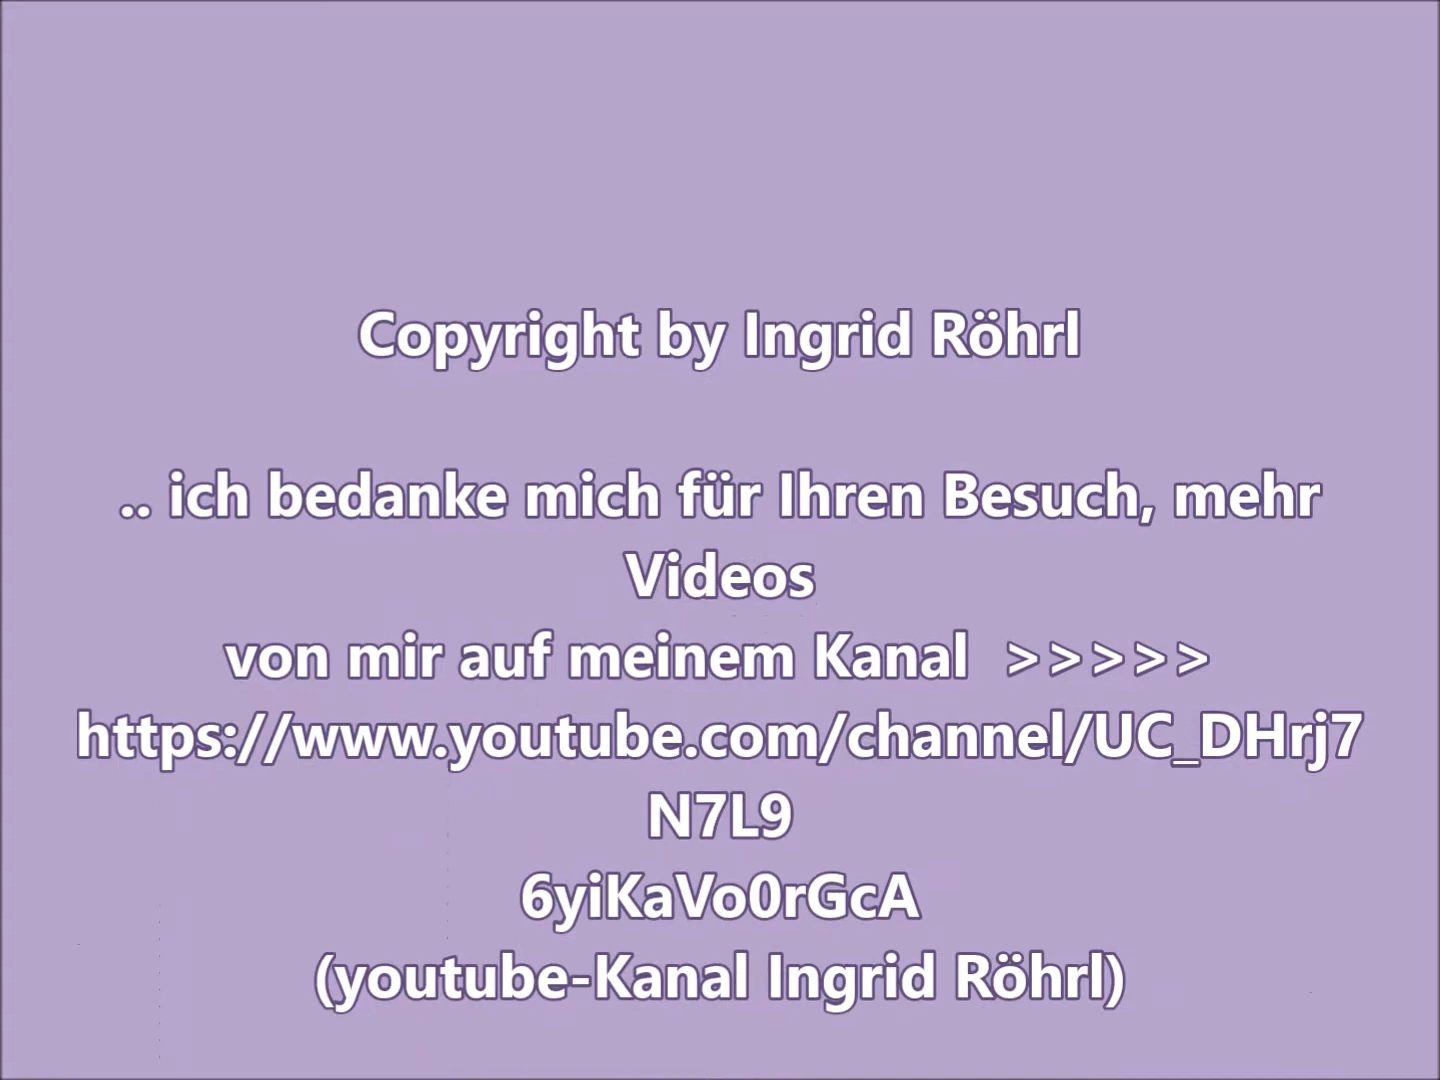 Copyright by Ingrid Röhrl
.. ich bedanke mich für Ihren Besuch, mehr
Videos
von mir auf meinem Kanal >>>>>
https://www.youtube.com/channel/UC_DHrj7
N7L9
6yiKaVo0rGcA
(youtube-Kanal Ingrid Röhrl)